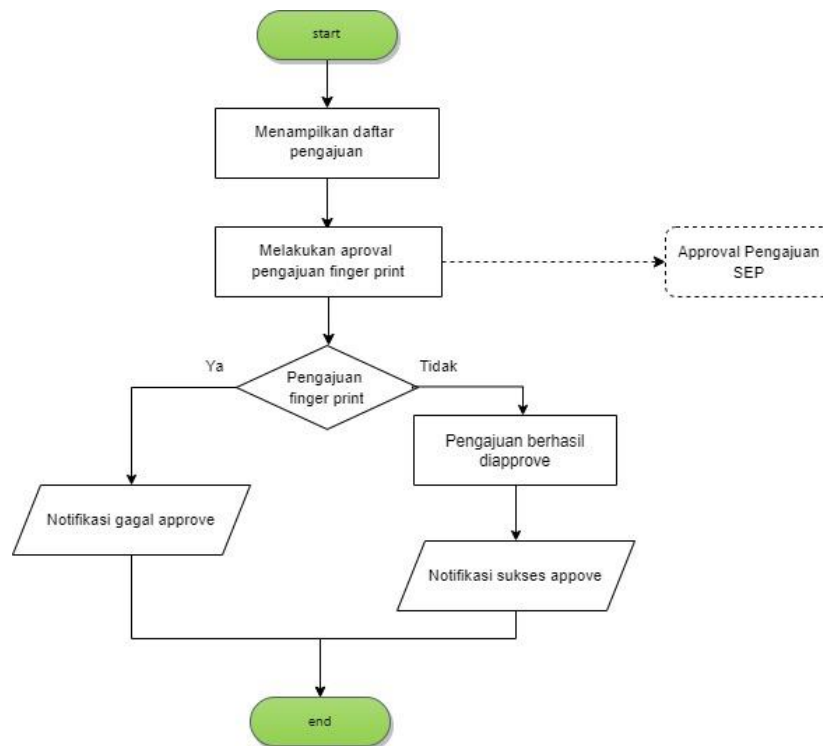 start
Menampilkan daftar
pengajuan
Melakukan aproval
pengajuan finger print
Approval Pengajuan
SEP
Ya
Pengajuan
finger print
Tidak
Pengajuan berhasil
diapprove
Notifikasi gagal approve
Notifikasi sukses appove
end